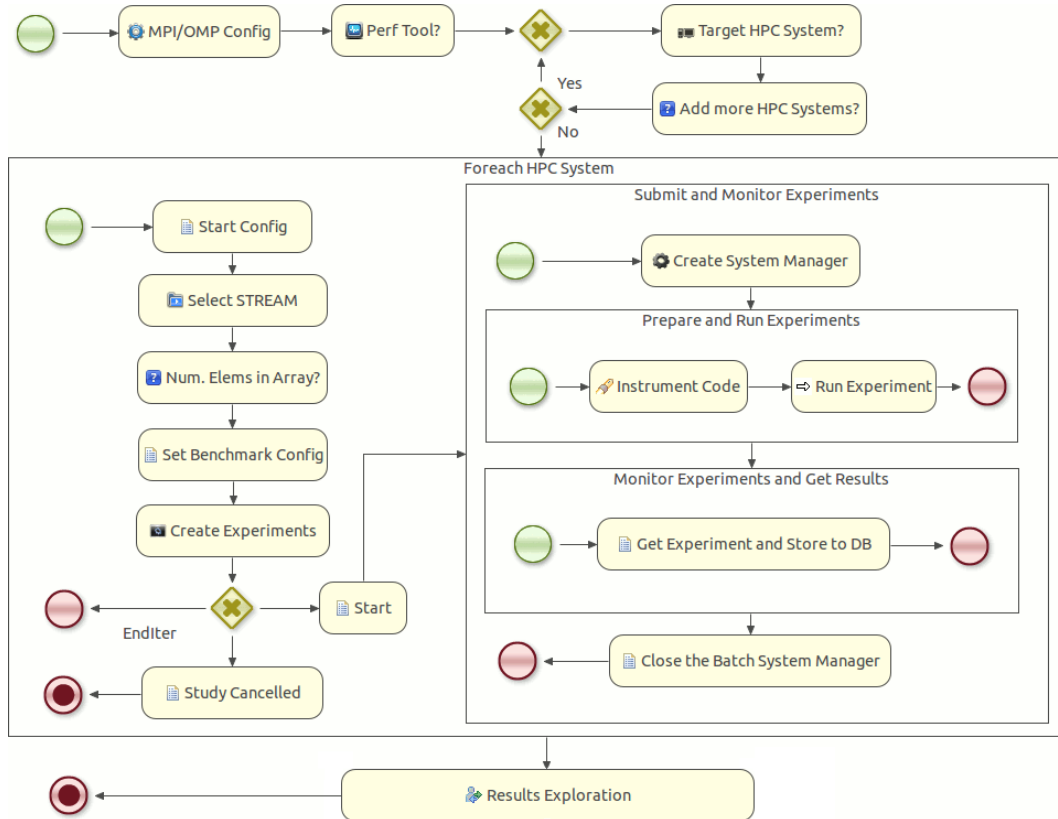 MPI/OMP Config
Perf Tool?
Target HPC System?
Yes
Add more HPC Systems?
No
Foreach HPC System
Submit and Monitor Experiments
Start Config
Create System Manager
Select STREAM
Prepare and Run Experiments
Num. Elems in Array?
Instrument Code
Run Experiment
Set Benchmark Config
Monitor Experiments and Get Results
Create Experiments
Get Experiment and Store to DB
Start
EndIter
Close the Batch System Manager
Study Cancelled
Results Exploration